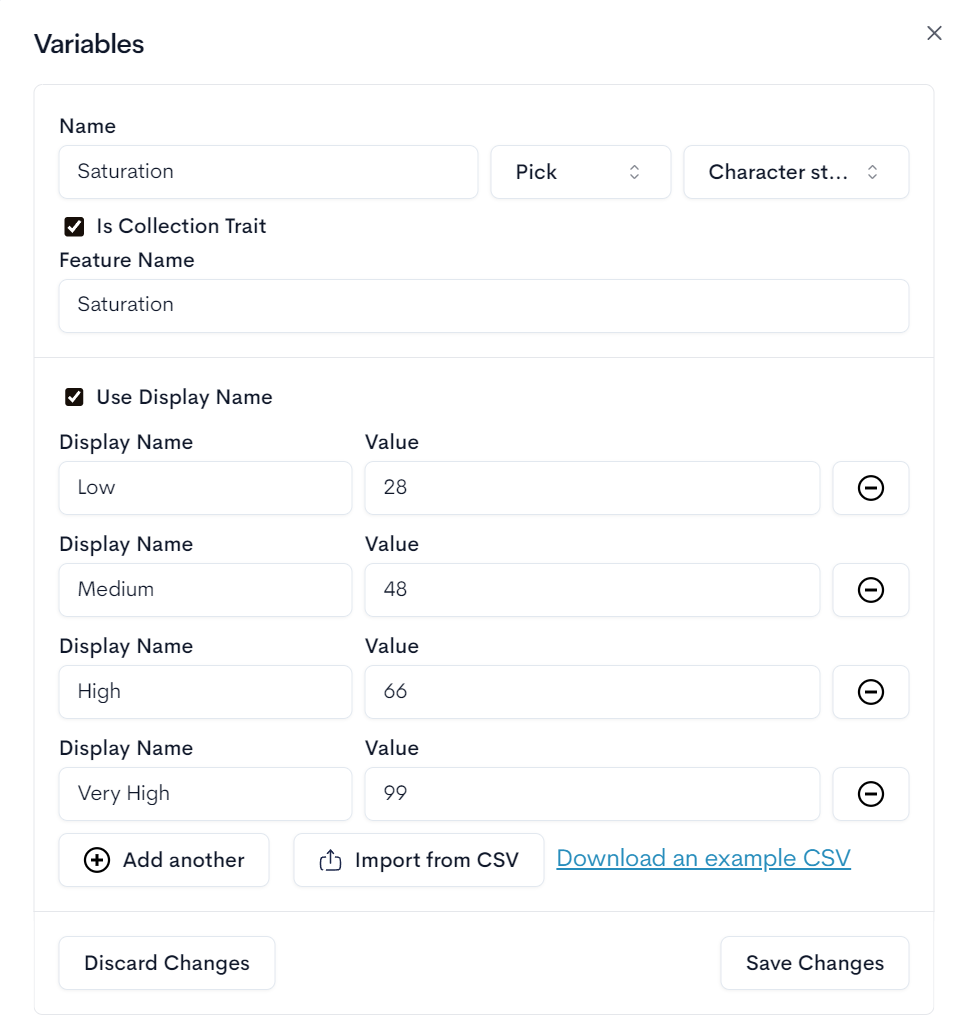 Variables
Name
Saturation Pick Character st...
Is Collection Trait
Feature Name
Saturation
Use Display Name
Display Name Value
Low 28
Display Name Value
Medium 48
Display Name Value
High 66
Display Name Value
Very High 99
Add another Import from CSV Download an example CSV
Discard Changes Save Changes